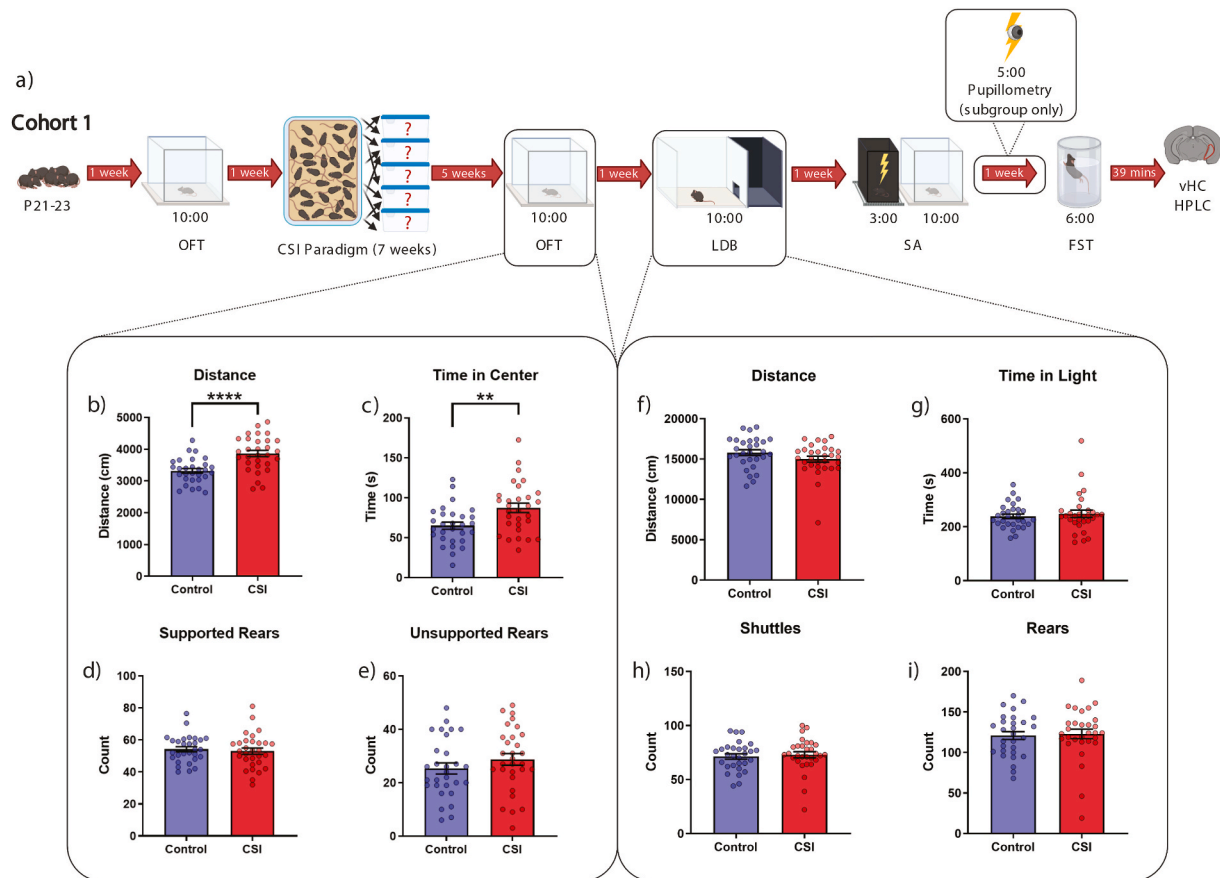 a)
Cohort 1
P21-23
1 week
10:00
OFT
1 week
? ? ? ? ?
CSI Paradigm (7 weeks)
5 weeks
10:00
OFT
1 week
10:00
LDB
1 week
3:00
10:00
SA
5:00
Pupillometry
(subgroup only)
1 week
6:00
FST
39 mins
vHC
HPLC
b)
Distance
****
Distance (cm)
5000
4000
3000
2000
1000
0
Control
CSI
c)
Time in Center
**
Time (s)
200
150
100
50
0
Control
CSI
d)
Supported Rears
Count
100
80
60
40
20
0
Control
CSI
e)
Unsupported Rears
Count
60
40
20
0
Control
CSI
f)
Distance
Distance (cm)
20000
15000
10000
5000
0
Control
CSI
g)
Time in Light
Time (s)
600
400
200
0
Control
CSI
h)
Shuttles
Count
150
100
50
0
Control
CSI
i)
Rears
Count
200
150
100
50
0
Control
CSI